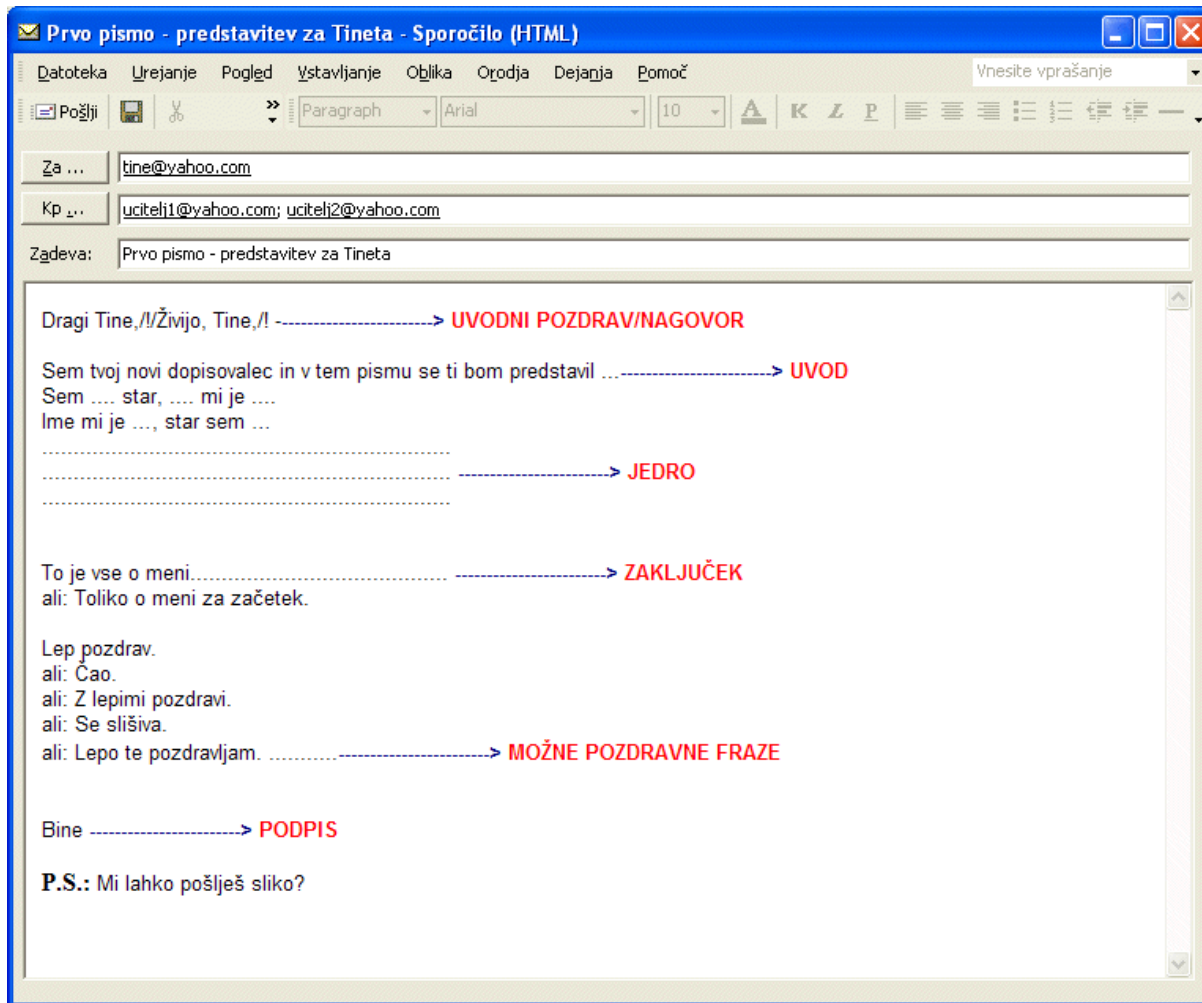 Prvo pismo - predstavitev za Tineta - Sporočilo (HTML)
Datoteka Urejanje Pogled Vstavljanje Oblika Orodja Dejanja Pomoč Vnesite vprašanje
Pošlji Paragraph Arial 10 A K L P
Za ... tine@yahoo.com
Kp ... ucitelj1@yahoo.com; ucitelj2@yahoo.com
Zadeva: Prvo pismo - predstavitev za Tineta
Dragi Tine,/!/Živijo, Tine,/! ------------------------> UVODNI POZDRAV/NAGOVOR
Sem tvoj novi dopisovalec in v tem pismu se ti bom predstavil ...------------------------> UVOD
Sem .... star, .... mi je ....
Ime mi je ..., star sem ...
................................................................
................................................................ ------------------------> JEDRO
................................................................
To je vse o meni........................................ ------------------------> ZAKLJUČEK
ali: Toliko o meni za začetek.
Lep pozdrav.
ali: Čao.
ali: Z lepimi pozdravi.
ali: Se slišiva.
ali: Lepo te pozdravljam. ...........------------------------> MOŽNE POZDRAVNE FRAZE
Bine ------------------------> PODPIS
P.S.: Mi lahko pošlješ sliko?